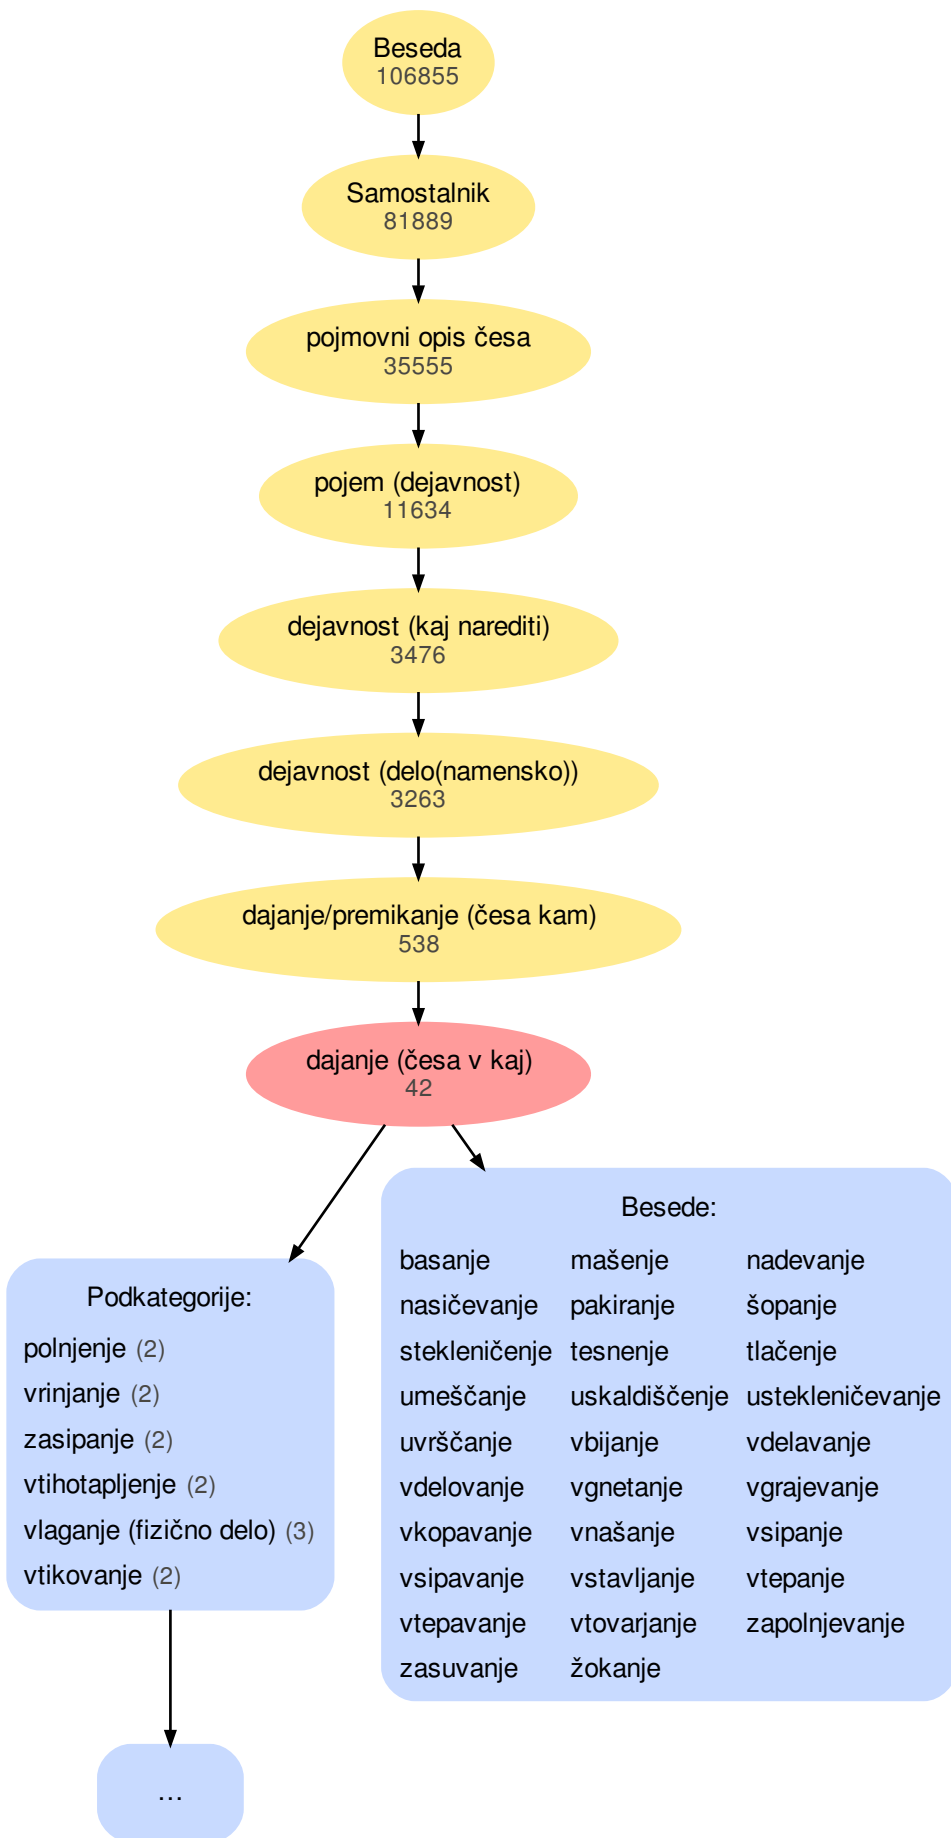 Beseda
106855
Samostalnik
81889
pojmovni opis česa
35555
pojem (dejavnost)
11634
dejavnost (kaj narediti)
3476
dejavnost (delo(namensko))
3263
dajanje/premikanje (česa kam)
538
dajanje (česa v kaj)
42
Podkategorije:
polnjenje (2)
vrinjanje (2)
zasipanje (2)
vtihotapljenje (2)
vlaganje (fizično delo) (3)
vtikovanje (2)
...
Besede:
basanje mašenje nadevanje
nasičevanje pakiranje šopanje
stekleničenje tesnenje tlačenje
umeščanje uskaldiščenje ustekleničevanje
uvrščanje vbijanje vdelavanje
vdelovanje vgnetanje vgrajevanje
vkopavanje vnašanje vsipanje
vsipavanje vstavljanje vtepanje
vtepavanje vtovarjanje zapolnjevanje
zasuvanje žokanje